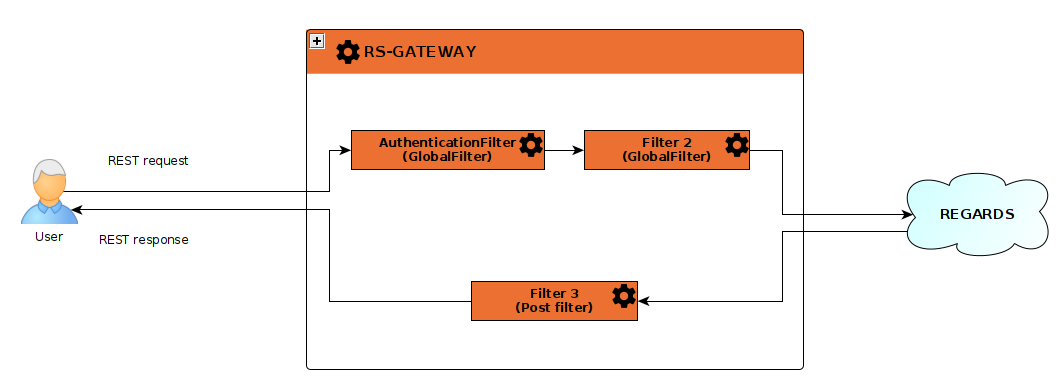 RS-GATEWAY
AuthenticationFilter
(GlobalFilter)
Filter 2
(GlobalFilter)
REST request
REGARDS
User
REST response
Filter 3
(Post filter)